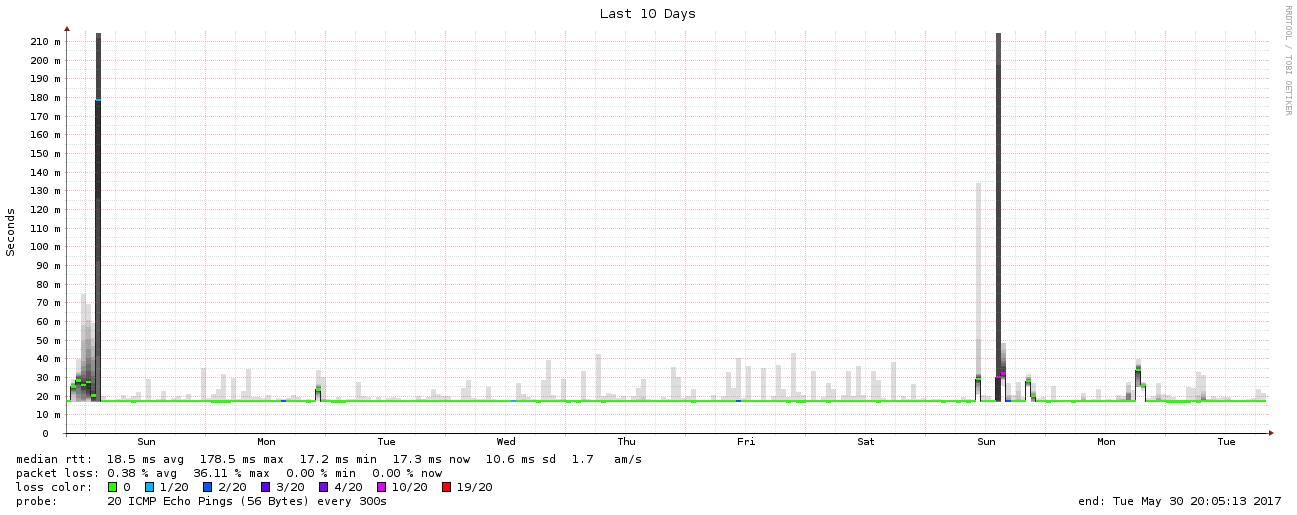 Last 10 Days
RRDTOOL / TOBI OETIKER
Seconds
210 m
200 m
190 m
180 m
170 m
160 m
150 m
140 m
130 m
120 m
110 m
100 m
90 m
80 m
70 m
60 m
50 m
40 m
30 m
20 m
10 m
0
Sun Mon Tue Wed Thu Fri Sat Sun Mon Tue
median rtt: 18.5 ms avg 178.5 ms max 17.2 ms min 17.3 ms now 10.6 ms sd 1.7 am/s
packet loss: 0.38 % avg 36.11 % max 0.00 % min 0.00 % now
loss color: 0 1/20 2/20 3/20 4/20 10/20 19/20
probe: 20 ICMP Echo Pings (56 Bytes) every 300s end: Tue May 30 20:05:13 2017